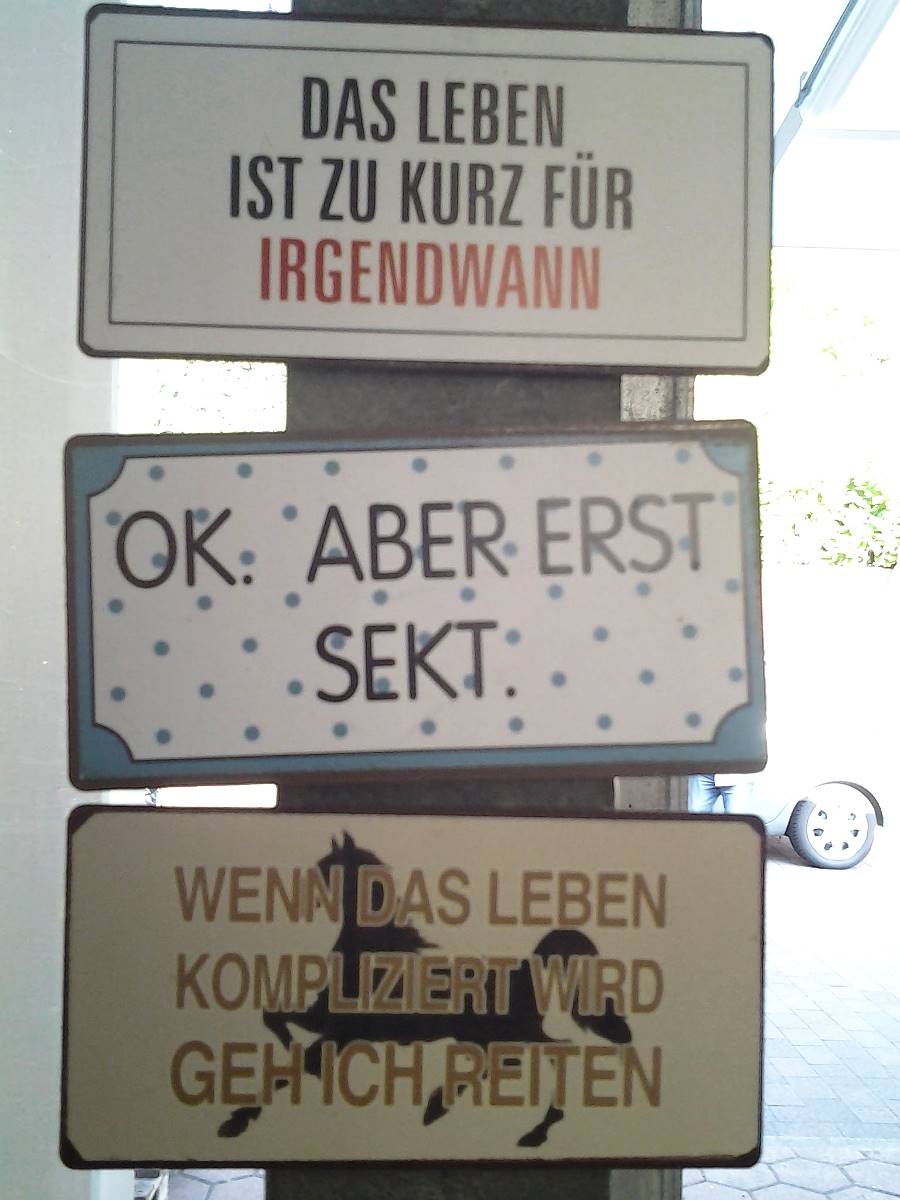 DAS LEBEN
IST ZU KURZ FÜR
IRGENDWANN
OK. ABER ERST
SEKT.
WENN DAS LEBEN
KOMPLIZIERT WIRD
GEH ICH REITEN